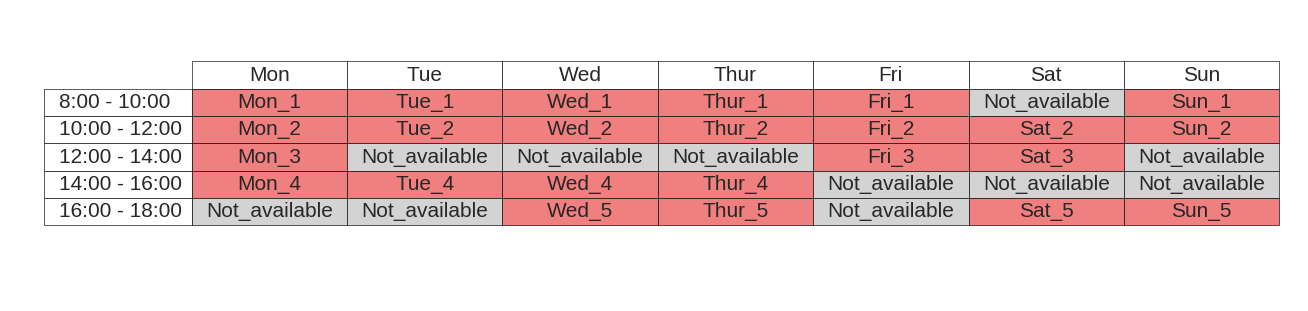 Mon Tue Wed Thur Fri Sat Sun
8:00 - 10:00 Mon_1 Tue_1 Wed_1 Thur_1 Fri_1 Not_available Sun_1
10:00 - 12:00 Mon_2 Tue_2 Wed_2 Thur_2 Fri_2 Sat_2 Sun_2
12:00 - 14:00 Mon_3 Not_available Not_available Not_available Fri_3 Sat_3 Not_available
14:00 - 16:00 Mon_4 Tue_4 Wed_4 Thur_4 Not_available Not_available Not_available
16:00 - 18:00 Not_available Not_available Wed_5 Thur_5 Not_available Sat_5 Sun_5